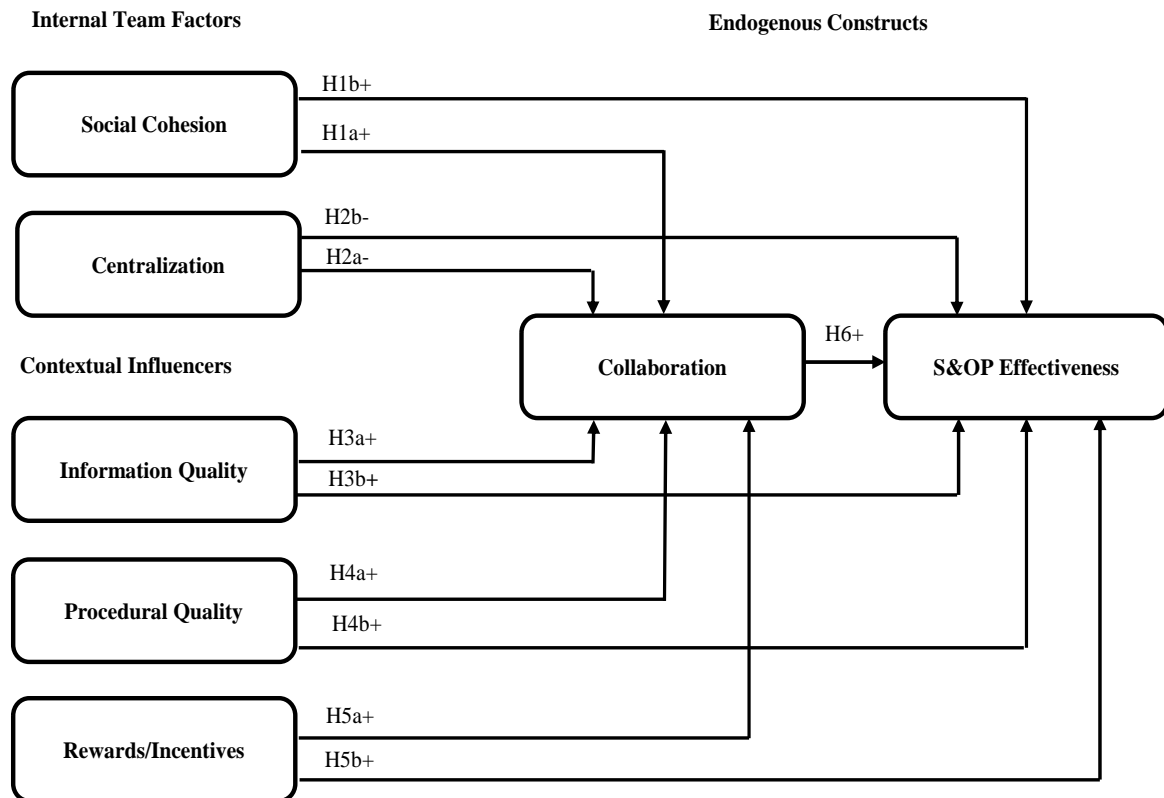 Internal Team Factors
Endogenous Constructs
Social Cohesion
H1b+
H1a+
Centralization
H2b-
H2a-
Contextual Influencers
Collaboration
H6+
S&OP Effectiveness
Information Quality
H3a+
H3b+
Procedural Quality
H4a+
H4b+
Rewards/Incentives
H5a+
H5b+